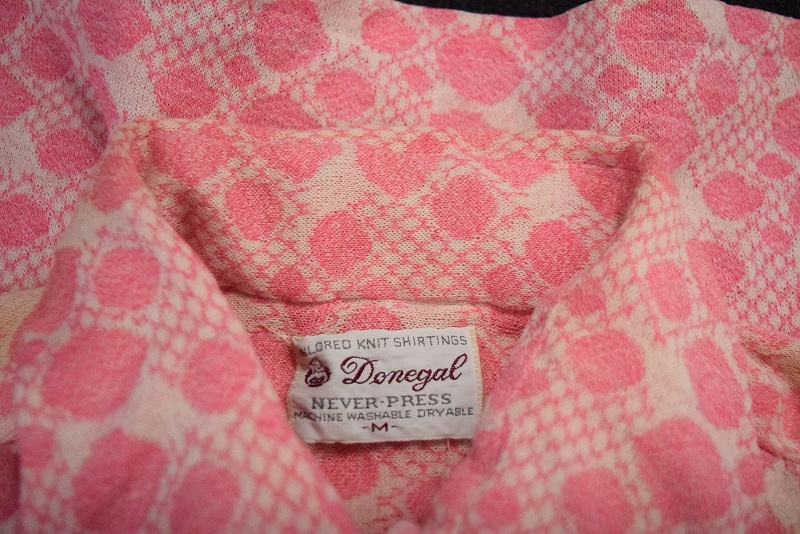 ILORED KNIT SHIRTINGS
Donegal
NEVER-PRESS
MACHINE WASHABLE DRYABLE
-M-